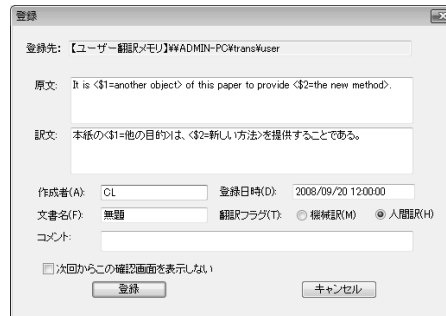 登録
登録先: 【ユーザー翻訳メモリ】¥¥ADMIN-PC¥trans¥user
原文: It is <$1=another object> of this paper to provide <$2=the new method>.
訳文: 本紙の<$1=他の目的>は、<$2=新しい方法>を提供することである。
作成者(A): CL 登録日時(D): 2008/09/20 12:00:00
文書名(F): 無題 翻訳フラグ(T): 機械訳(M) 人間訳(H)
コメント:
次回からこの確認画面を表示しない
登録 キャンセル